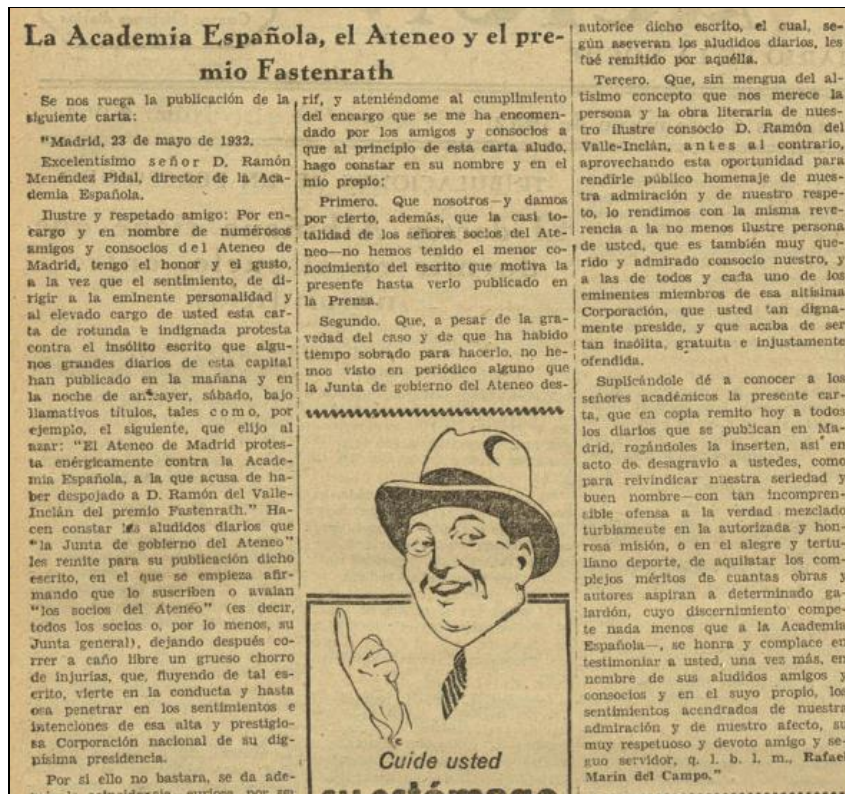 La Academia Española, el Ateneo y el pre-
mio Fastenrath
Se nos ruega la publicación de la
siguiente carta:
"Madrid, 23 de mayo de 1932.
Excelentísimo señor D. Ramón
Menéndez Pidal, director de la Aca-
demia Española.
Ilustre y respetado amigo: Por en-
cargo y en nombre de numerosos
amigos y consocios del Ateneo de
Madrid, tengo el honor y el gusto,
a la vez que el sentimiento, de di-
rigir a la eminente personalidad y
al elevado cargo de usted esta car-
ta de rotunda e indignada protesta
contra el insólito escrito que algu-
nos grandes diarios de esta capital
han publicado en la mañana y en
la noche de anteayer, sábado, bajo
llamativos títulos, tales como, por
ejemplo, el siguiente, que elijo al
azar: "El Ateneo de Madrid protes-
ta enérgicamente contra la Acade-
mia Española, a la que acusa de ha-
ber despojado a D. Ramón del Valle-
Inclán del premio Fastenrath." Ha-
cen constar los aludidos diarios que
"la Junta de gobierno del Ateneo"
les remite para su publicación dicho
escrito, en el que se empieza afir-
mando que lo suscriben o avalan
"los socios del Ateneo" (es decir,
todos los socios o, por lo menos, su
Junta general), dejando después co-
rrer a caño libre un grueso chorro
de injurias, que, fluyendo de tal es-
crito, vierte en la conducta y hasta
osa penetrar en los sentimientos e
intenciones de esa alta y prestigio-
sa Corporación nacional de su dig-
nísima presidencia.
Por si ello no bastara, se da ade-
rif, y ateniéndome al cumplimiento
del encargo que se me ha encomen-
dado por los amigos y consocios a
que al principio de esta carta aludo,
hago constar en su nombre y en el
mío propio:
Primero. Que nosotros—y damos
por cierto, además, que la casi to-
talidad de los señores socios del Ate-
neo—no hemos tenido el menor co-
nocimiento del escrito que motiva la
presente hasta verlo publicado en
la Prensa.
Segundo. Que, a pesar de la gra-
vedad del caso y de que ha habido
tiempo sobrado para hacerlo, no he-
mos visto en periódico alguno que
la Junta de gobierno del Ateneo des-
Cuide usted
su estómago
autorice dicho escrito, el cual, se-
gún aseveran los aludidos diarios, les
fué remitido por aquélla.
Tercero. Que, sin mengua del al-
tísimo concepto que nos merece la
persona y la obra literaria de nues-
tro ilustre consocio D. Ramón del
Valle-Inclán, antes al contrario,
aprovechando esta oportunidad para
rendirle público homenaje de nues-
tra admiración y de nuestro respe-
to, lo rendimos con la misma reve-
rencia a la no menos ilustre persona
de usted, que es también muy que-
rido y admirado consocio nuestro, y
a las de todos y cada uno de los
eminentes miembros de esa altísima
Corporación, que usted tan digna-
mente preside, y que acaba de ser
tan insólita, gratuita e injustamente
ofendida.
Suplicándole dé a conocer a los
señores académicos la presente car-
ta, que en copia remito hoy a todos
los diarios que se publican en Ma-
drid, rogándoles la inserten, así en
acto de desagravio a ustedes, como
para reivindicar nuestra seriedad y
buen nombre—con tan incompren-
sible ofensa a la verdad mezclado
turbiamente en la autorizada y hon-
rosa misión, o en el alegre y tertu-
liano deporte, de aquilatar los com-
plejos méritos de cuantas obras y
autores aspiran a determinado ga-
lardón, cuyo discernimiento compe-
te nada menos que a la Academia
Española—, se honra y complace en
testimoniar a usted, una vez más, en
nombre de sus aludidos amigos y
consocios y en el suyo propio, los
sentimientos acendrados de nuestra
admiración y de nuestro afecto, su
muy respetuoso y devoto amigo y se-
guo servidor, q. l. b. l. m., Rafael
Marín del Campo."